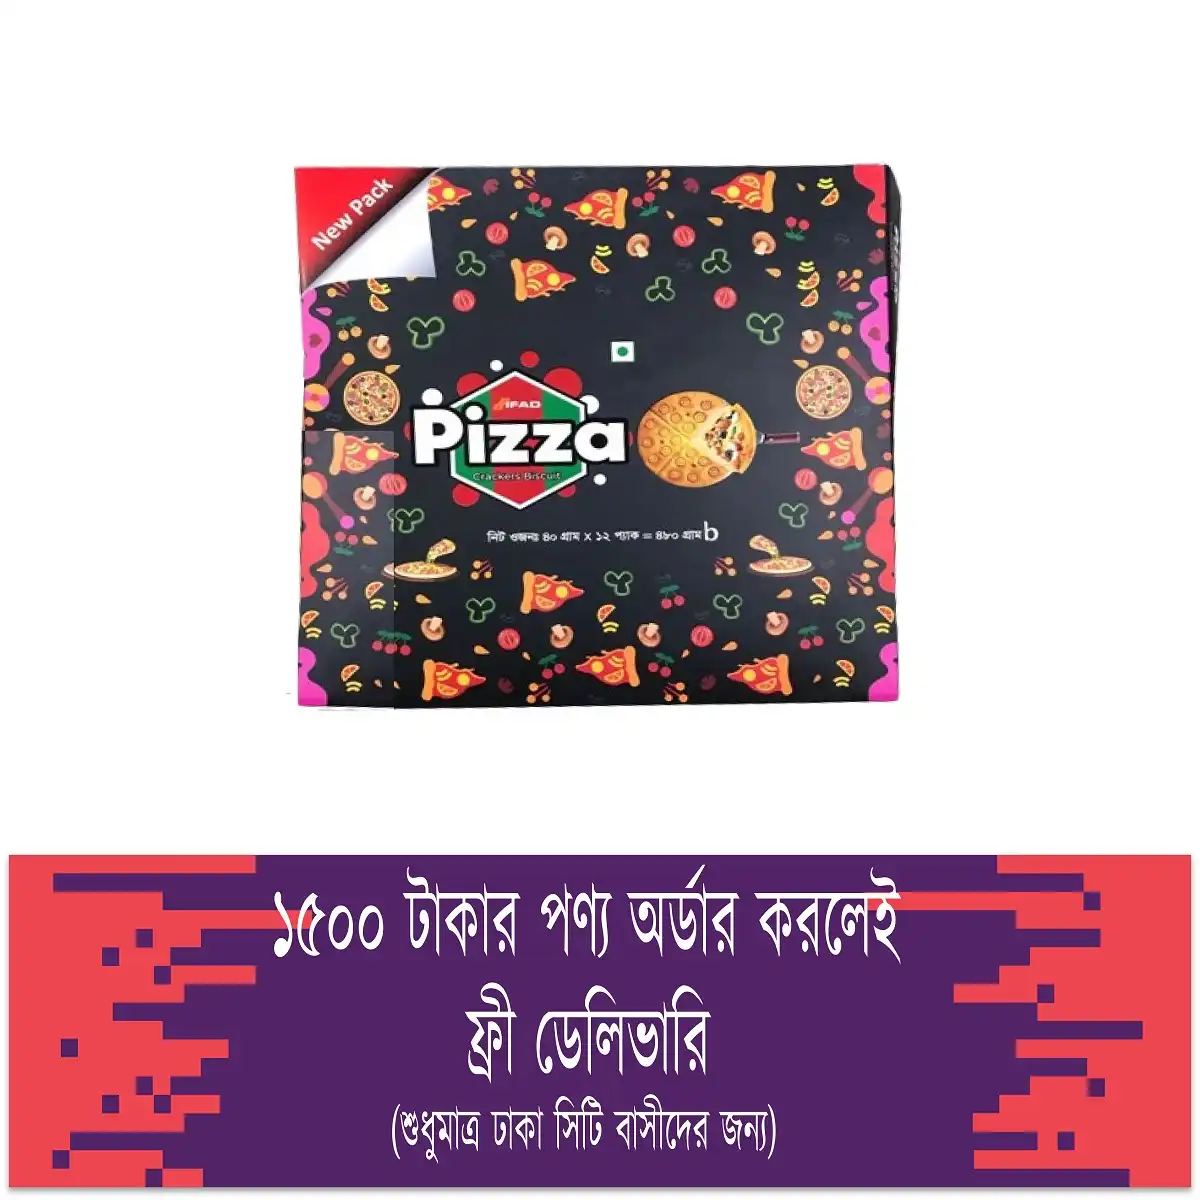 New Pack
IFAD
Pizza
Crackers Biscuit
নিট ওজনঃ ৪০ গ্রাম X ১২ প্যাক = ৪৮০ গ্রাম b
১৫০০ টাকার পণ্য অর্ডার করলেই
ফ্রী ডেলিভারি
(শুধুমাত্র ঢাকা সিটি বাসীদের জন্য)